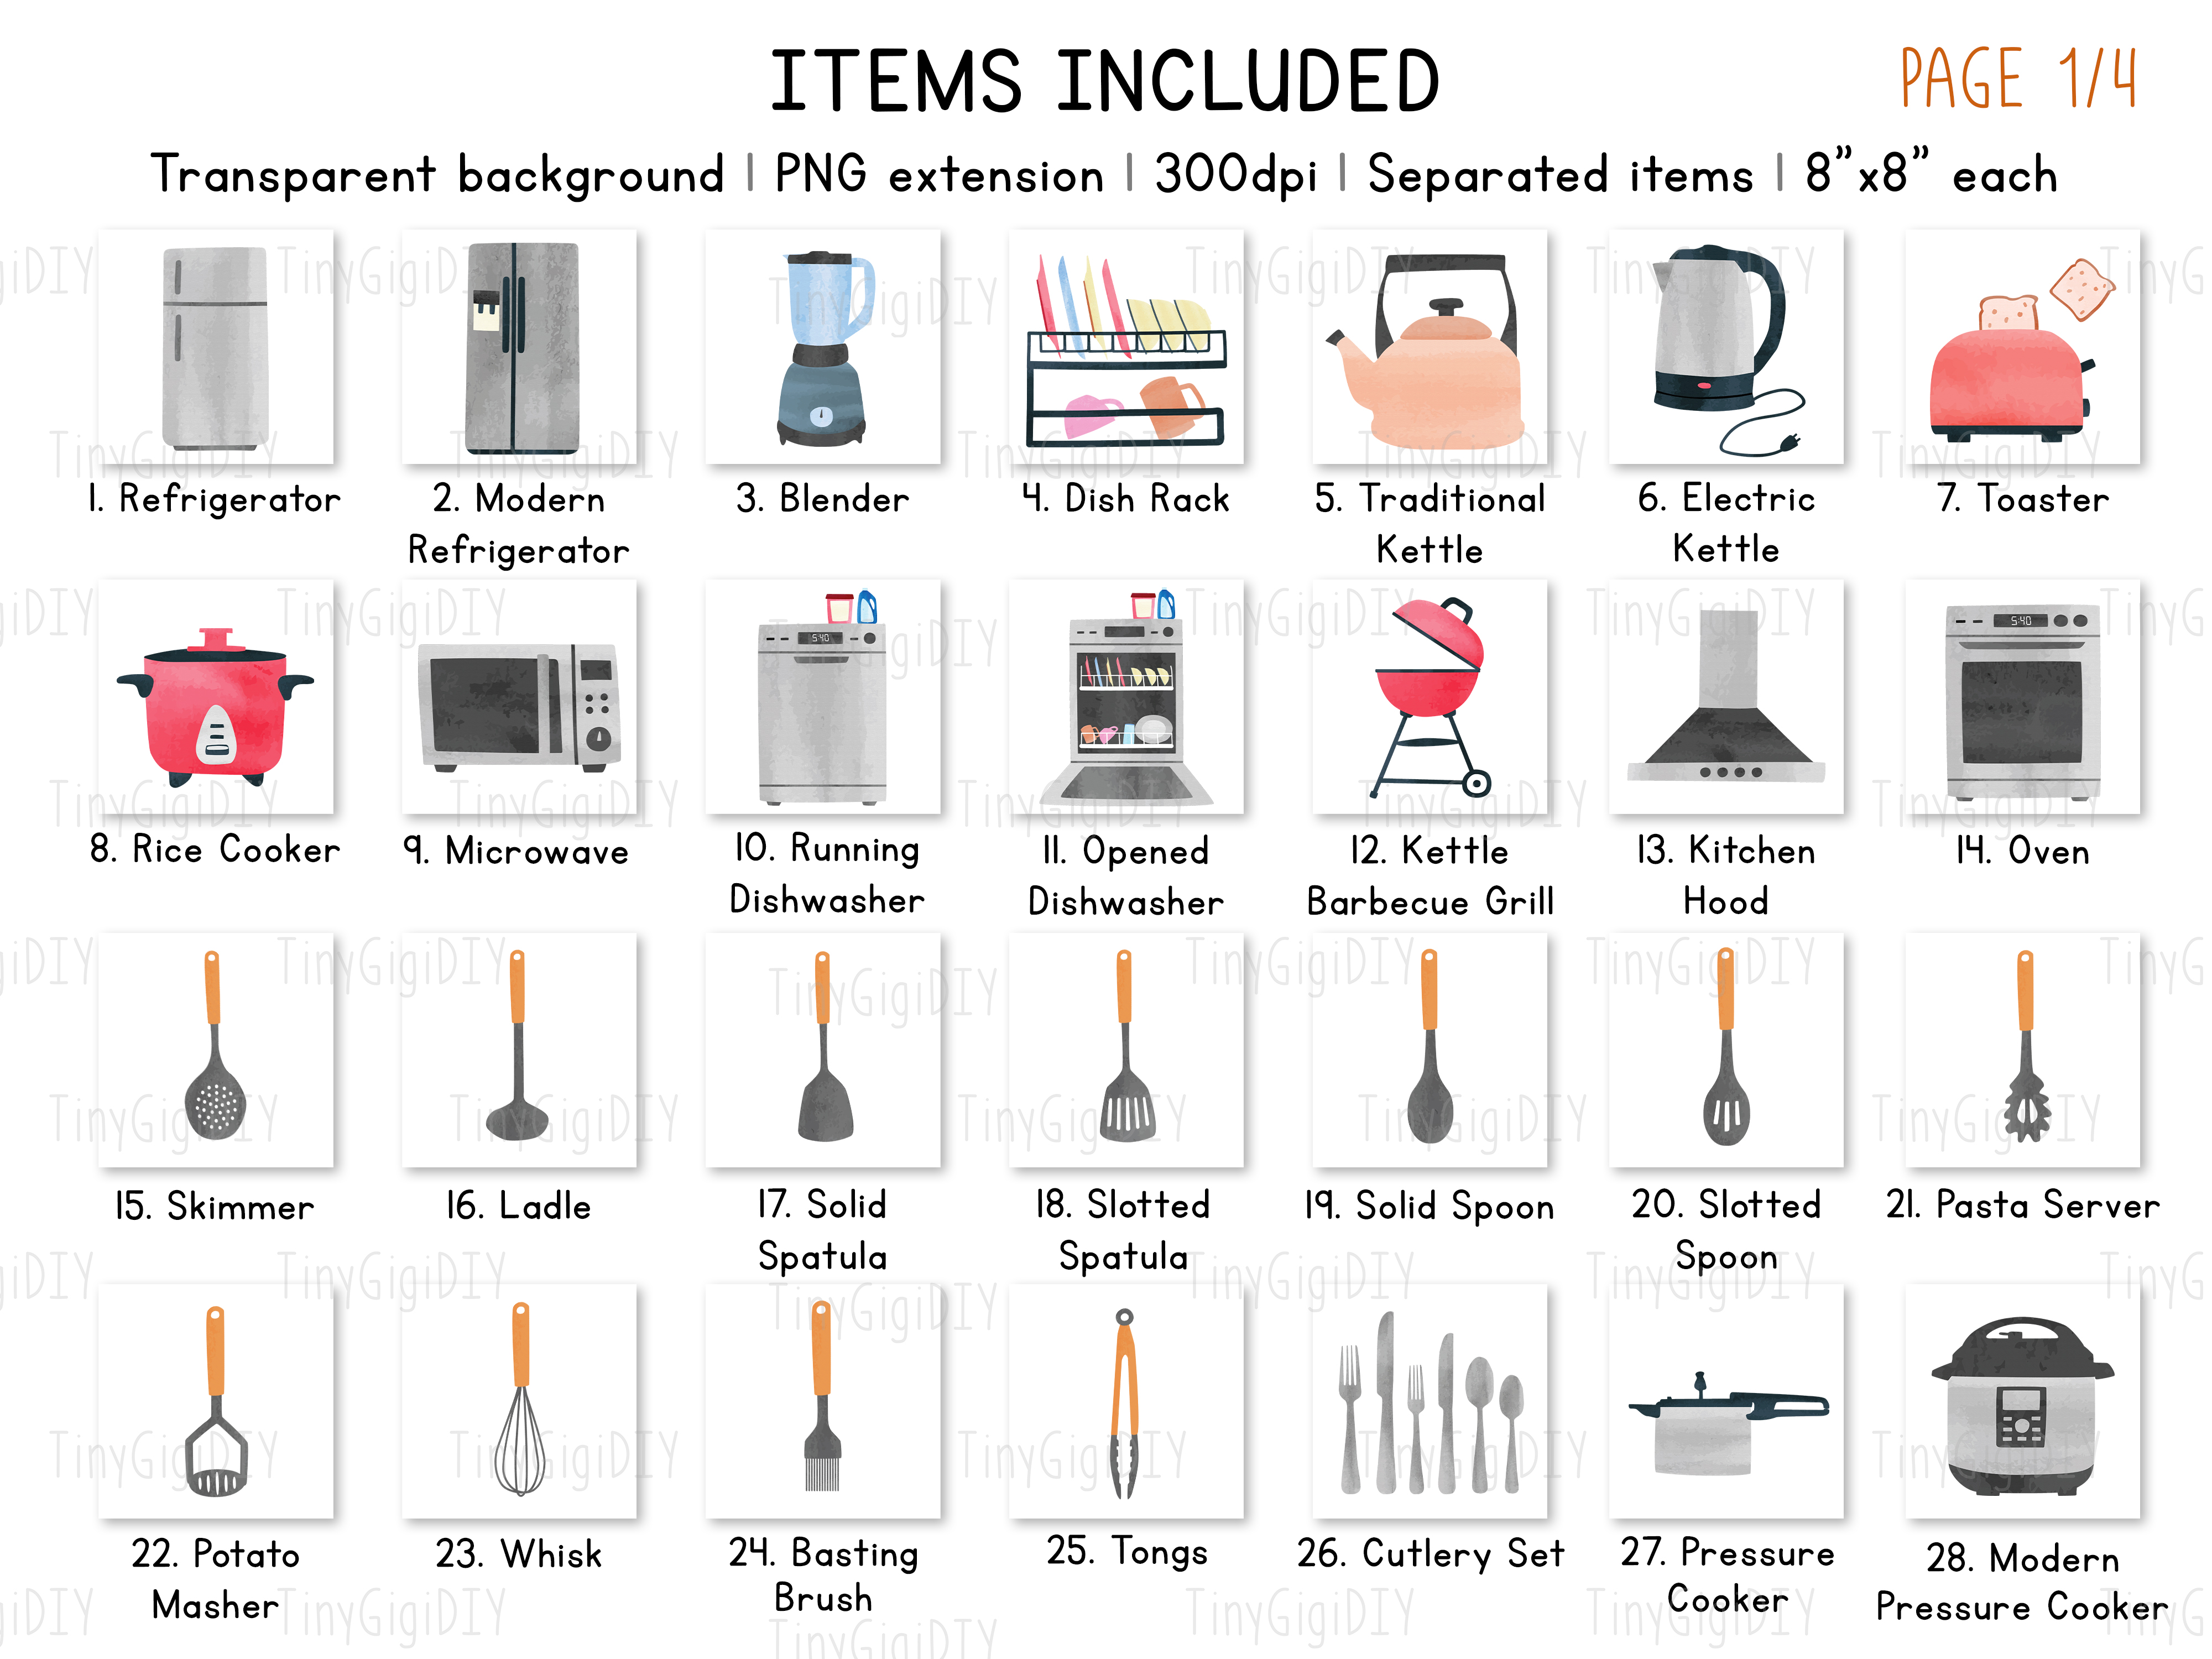 ITEMS INCLUDED
PAGE 1/4
Transparent background | PNG extension | 300dpi | Separated items | 8"x8" each
1. Refrigerator
2. Modern
Refrigerator
3. Blender
4. Dish Rack
5. Traditional
Kettle
6. Electric
Kettle
7. Toaster
8. Rice Cooker
9. Microwave
5:40
10. Running
Dishwasher
11. Opened
Dishwasher
12. Kettle
Barbecue Grill
13. Kitchen
Hood
5:40
14. Oven
15. Skimmer
16. Ladle
17. Solid
Spatula
18. Slotted
Spatula
19. Solid Spoon
20. Slotted
Spoon
21. Pasta Server
22. Potato
Masher
23. Whisk
24. Basting
Brush
25. Tongs
26. Cutlery Set
27. Pressure
Cooker
28. Modern
Pressure Cooker
TinyGigiDIY